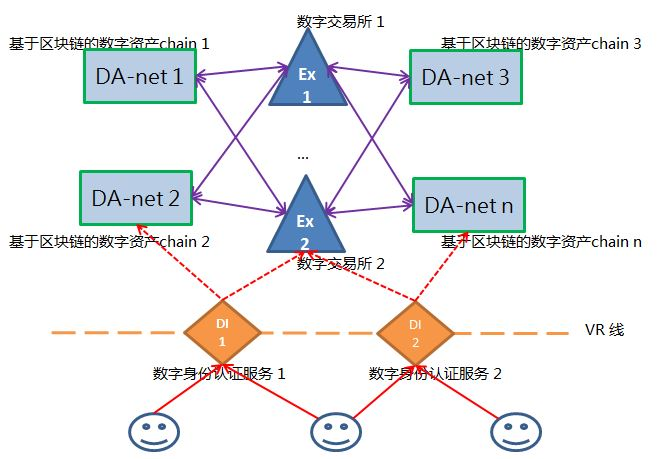 数字交易所 1
基于区块链的数字资产chain 1
基于区块链的数字资产chain 3
DA-net 1
Ex
1
DA-net 3
...
DA-net 2
Ex
2
DA-net n
基于区块链的数字资产chain 2
基于区块链的数字资产chain n
数字交易所 2
DI
1
DI
2
VR 线
数字身份认证服务 1
数字身份认证服务 2